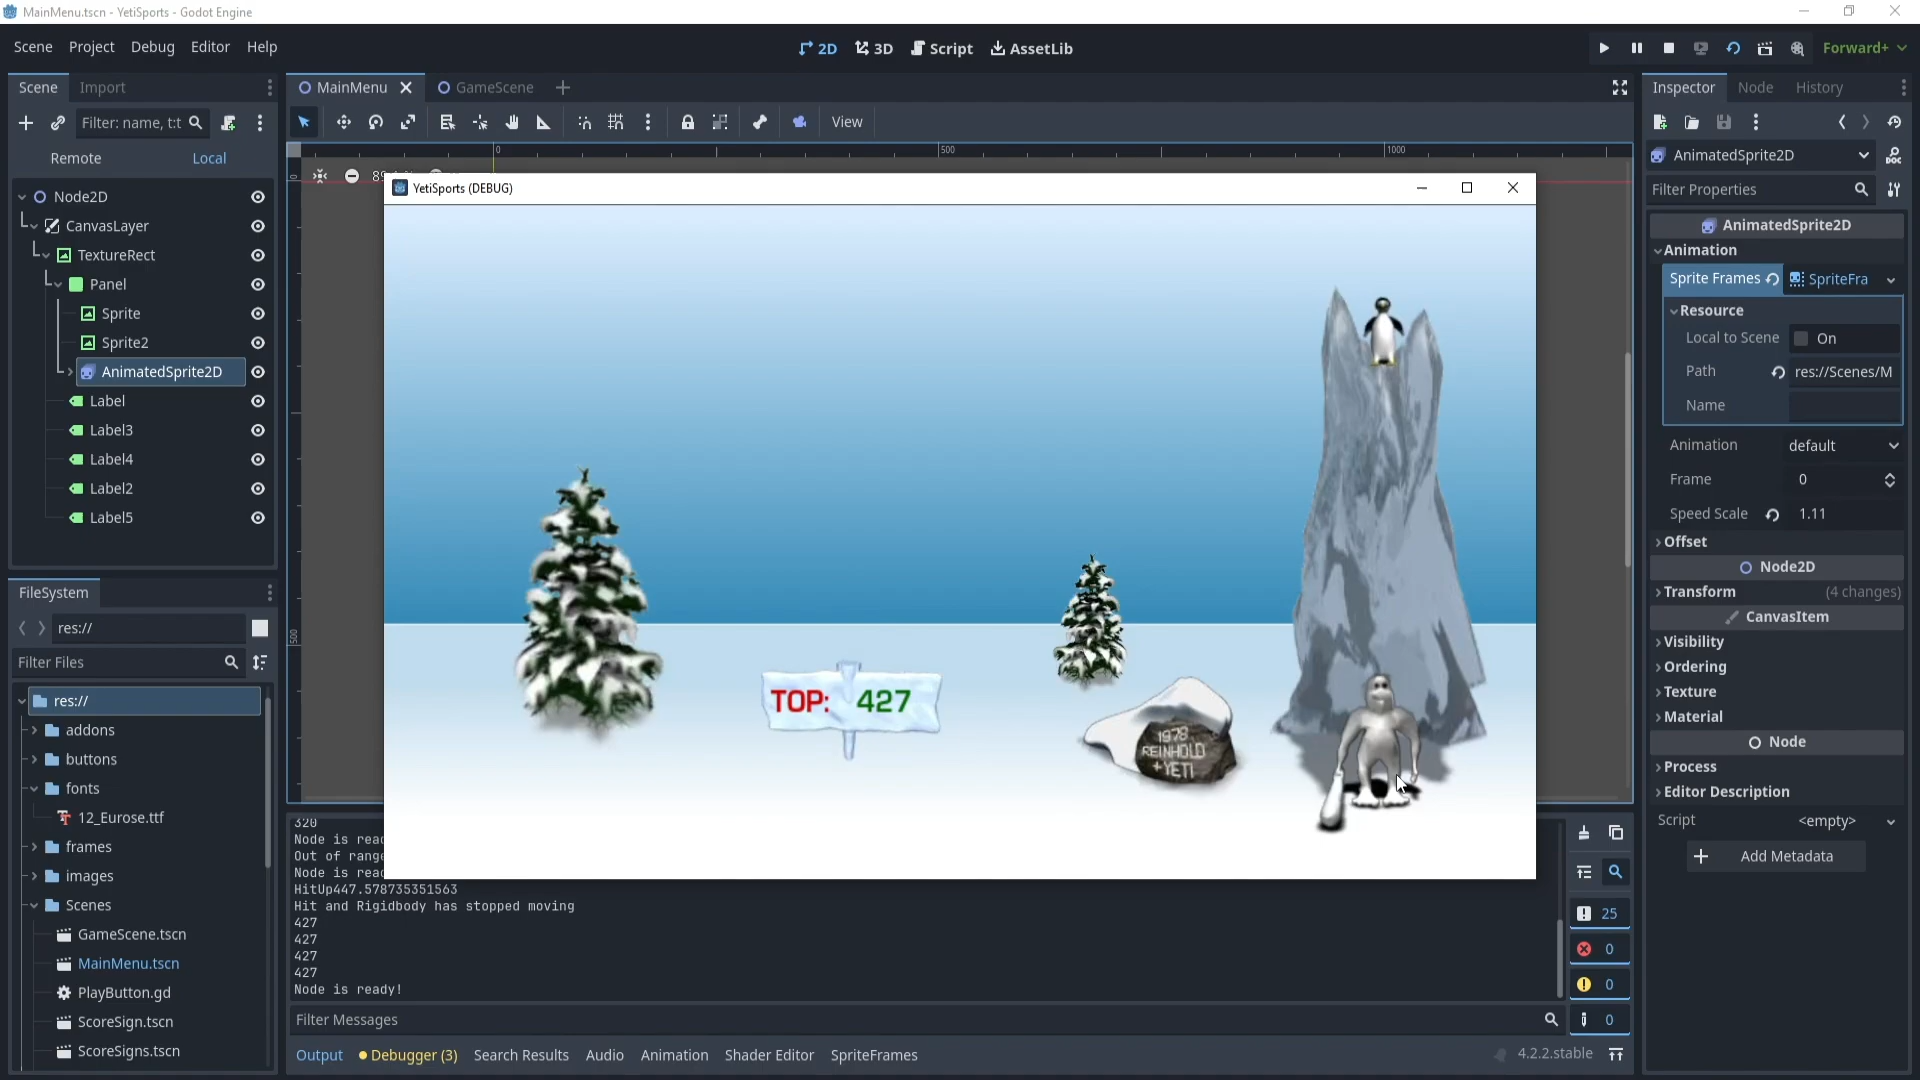 MainMenu.tscn - YetiSports - Godot Engine
Scene Project Debug Editor Help
2D 3D Script AssetLib
Forward+
Scene Import
MainMenu GameScene
Inspector Node History
Filter: name, t:t
View
Remote Local
0 500 1000
AnimatedSprite2D
Filter Properties
Node2D
CanvasLayer
TextureRect
Panel
Sprite
Sprite2
AnimatedSprite2D
Label
Label3
Label4
Label2
Label5
0
500
YetiSports (DEBUG)
TOP: 427
1978
REINHOLD
+YETI
AnimatedSprite2D
Animation
Sprite Frames SpriteFra
Resource
Local to Scene On
Path res://Scenes/M
Name
Animation default
Frame 0
Speed Scale 1.11
Offset
Node2D
Transform (4 changes)
CanvasItem
Visibility
Ordering
Texture
Material
Node
Process
Editor Description
Script <empty>
Add Metadata
FileSystem
res://
Filter Files
res://
addons
buttons
fonts
12_Eurose.ttf
frames
images
Scenes
GameScene.tscn
MainMenu.tscn
PlayButton.gd
ScoreSign.tscn
ScoreSigns.tscn
320
Node is read
Out of range
Node is read
HitUp447.578735351563
Hit and Rigidbody has stopped moving
427
427
427
427
Node is ready!
25
0
0
0
Filter Messages
Output Debugger (3) Search Results Audio Animation Shader Editor SpriteFrames
4.2.2.stable